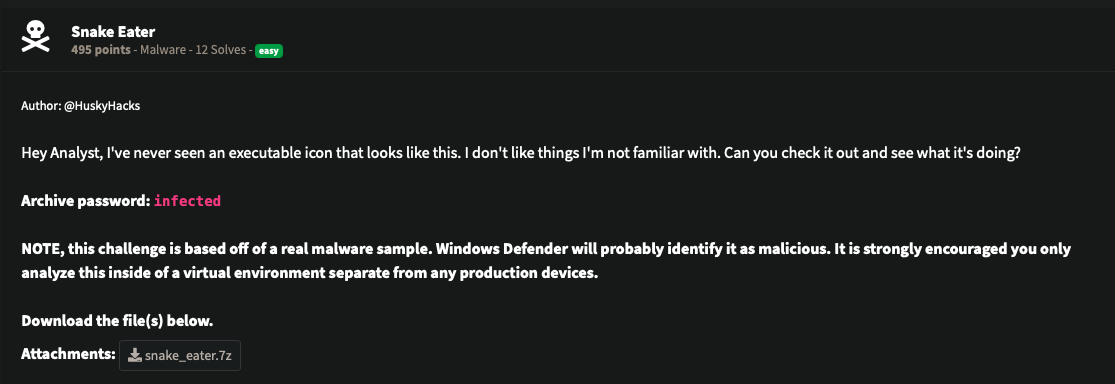 Snake Eater
495 points - Malware - 12 Solves - easy
Author: @HuskyHacks
Hey Analyst, I've never seen an executable icon that looks like this. I don't like things I'm not familiar with. Can you check it out and see what it's doing?
Archive password: infected
NOTE, this challenge is based off of a real malware sample. Windows Defender will probably identify it as malicious. It is strongly encouraged you only
analyze this inside of a virtual environment separate from any production devices.
Download the file(s) below.
Attachments: snake_eater.7z